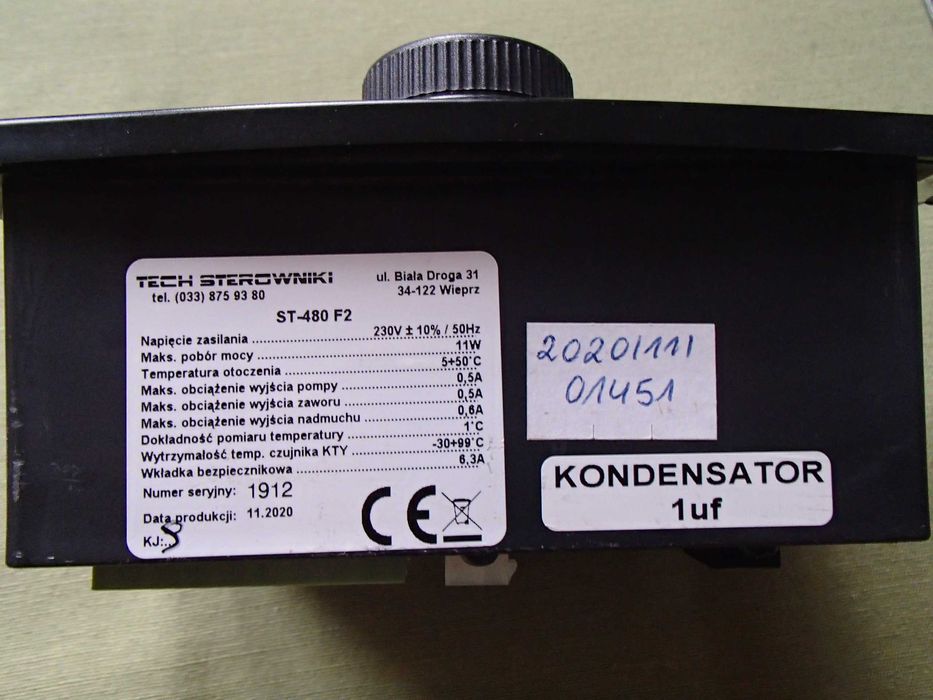 TECH STEROWNIKI
tel. (033) 875 93 80
ul. Biała Droga 31
34-122 Wieprz
ST-480 F2
Napięcie zasilania ........ 230V ± 10% / 50Hz
Maks. pobór mocy ........ 11W
Temperatura otoczenia ........ 5+50°C
Maks. obciążenie wyjścia pompy ........ 0,5A
Maks. obciążenie wyjścia zaworu ........ 0,5A
Maks. obciążenie wyjścia nadmuchu ........ 0,6A
Dokładność pomiaru temperatury ........ 1°C
Wytrzymałość temp. czujnika KTY ........ -30+99°C
Wkładka bezpiecznikowa ........ 6,3A
Numer seryjny: 1912
Data produkcji: 11.2020
KJ:..
CE
2020/111
01451
KONDENSATOR
1uf